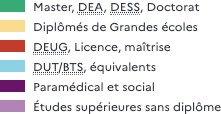 Master, DEA, DESS, Doctorat
Diplômés de Grandes écoles
DEUG, Licence, maîtrise
DUT/BTS, équivalents
Paramédical et social
Études supérieures sans diplôme